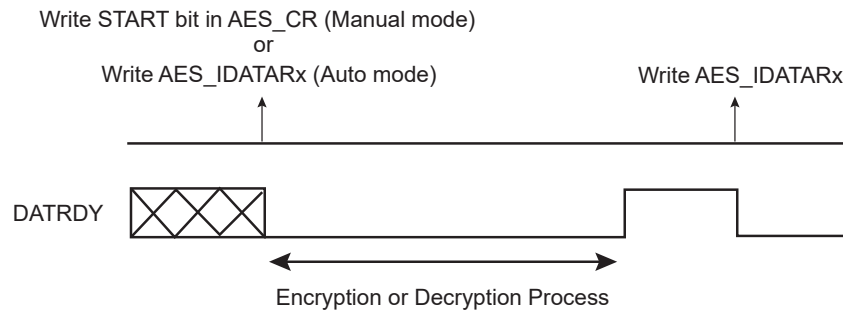 Write START bit in AES_CR (Manual mode)
or
Write AES_IDATARx (Auto mode)
Write AES_IDATARx
DATRDY
Encryption or Decryption Process